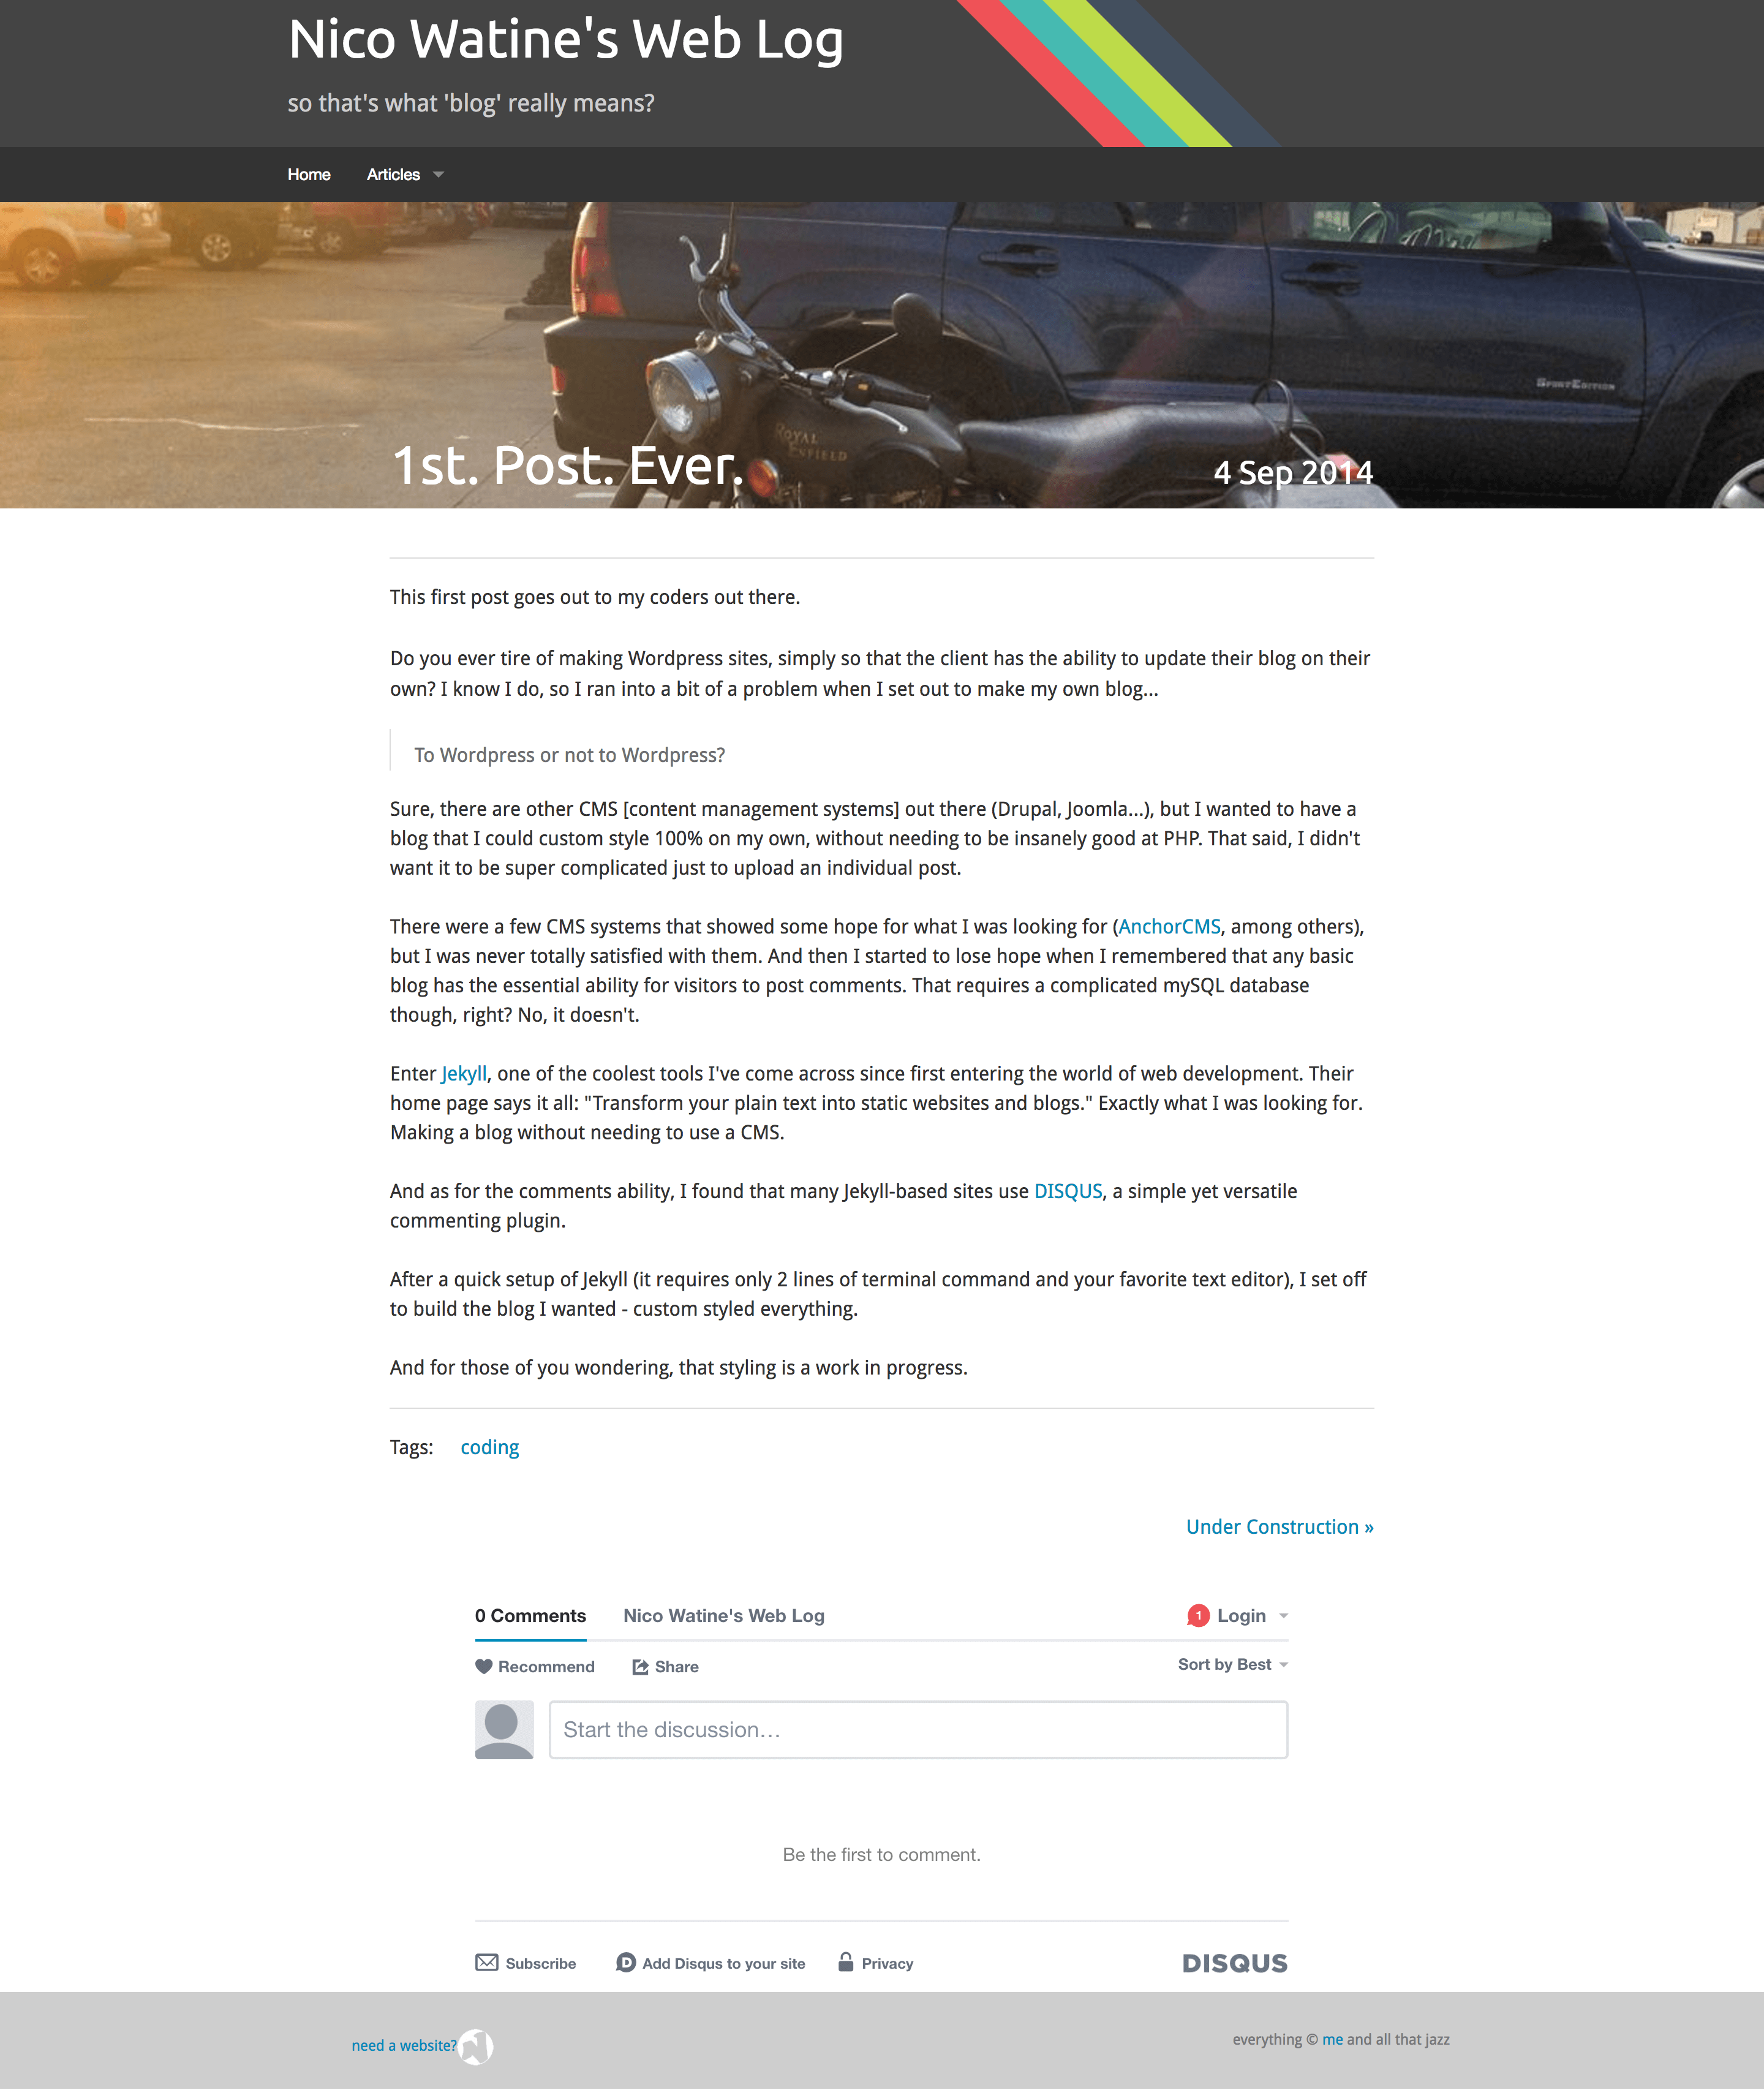 Nico Watine's Web Log
so that's what 'blog' really means?
Home Articles
SportEdition
ROYAL
ENFIELD
1st. Post. Ever. 4 Sep 2014
This first post goes out to my coders out there.
Do you ever tire of making Wordpress sites, simply so that the client has the ability to update their blog on their
own? I know I do, so I ran into a bit of a problem when I set out to make my own blog...
To Wordpress or not to Wordpress?
Sure, there are other CMS [content management systems] out there (Drupal, Joomla...), but I wanted to have a
blog that I could custom style 100% on my own, without needing to be insanely good at PHP. That said, I didn't
want it to be super complicated just to upload an individual post.
There were a few CMS systems that showed some hope for what I was looking for (AnchorCMS, among others),
but I was never totally satisfied with them. And then I started to lose hope when I remembered that any basic
blog has the essential ability for visitors to post comments. That requires a complicated mySQL database
though, right? No, it doesn't.
Enter Jekyll, one of the coolest tools I've come across since first entering the world of web development. Their
home page says it all: "Transform your plain text into static websites and blogs." Exactly what I was looking for.
Making a blog without needing to use a CMS.
And as for the comments ability, I found that many Jekyll-based sites use DISQUS, a simple yet versatile
commenting plugin.
After a quick setup of Jekyll (it requires only 2 lines of terminal command and your favorite text editor), I set off
to build the blog I wanted - custom styled everything.
And for those of you wondering, that styling is a work in progress.
Tags: coding
Under Construction »
0 Comments Nico Watine's Web Log 1 Login
Recommend Share Sort by Best
Start the discussion...
Be the first to comment.
Subscribe D Add Disqus to your site Privacy DISQUS
need a website? everything © me and all that jazz